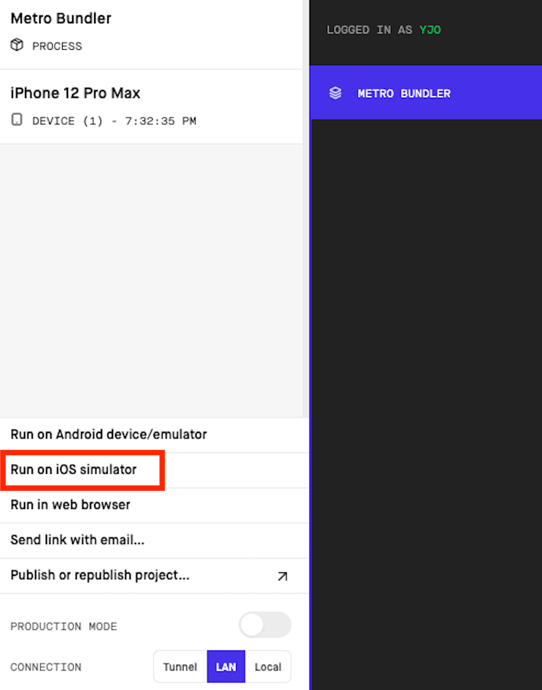 Metro Bundler
PROCESS
iPhone 12 Pro Max
DEVICE (1) - 7:32:35 PM
Run on Android device/emulator
Run on iOS simulator
Run in web browser
Send link with email...
Publish or republish project...
PRODUCTION MODE
CONNECTION Tunnel LAN Local
LOGGED IN AS YJO
METRO BUNDLER